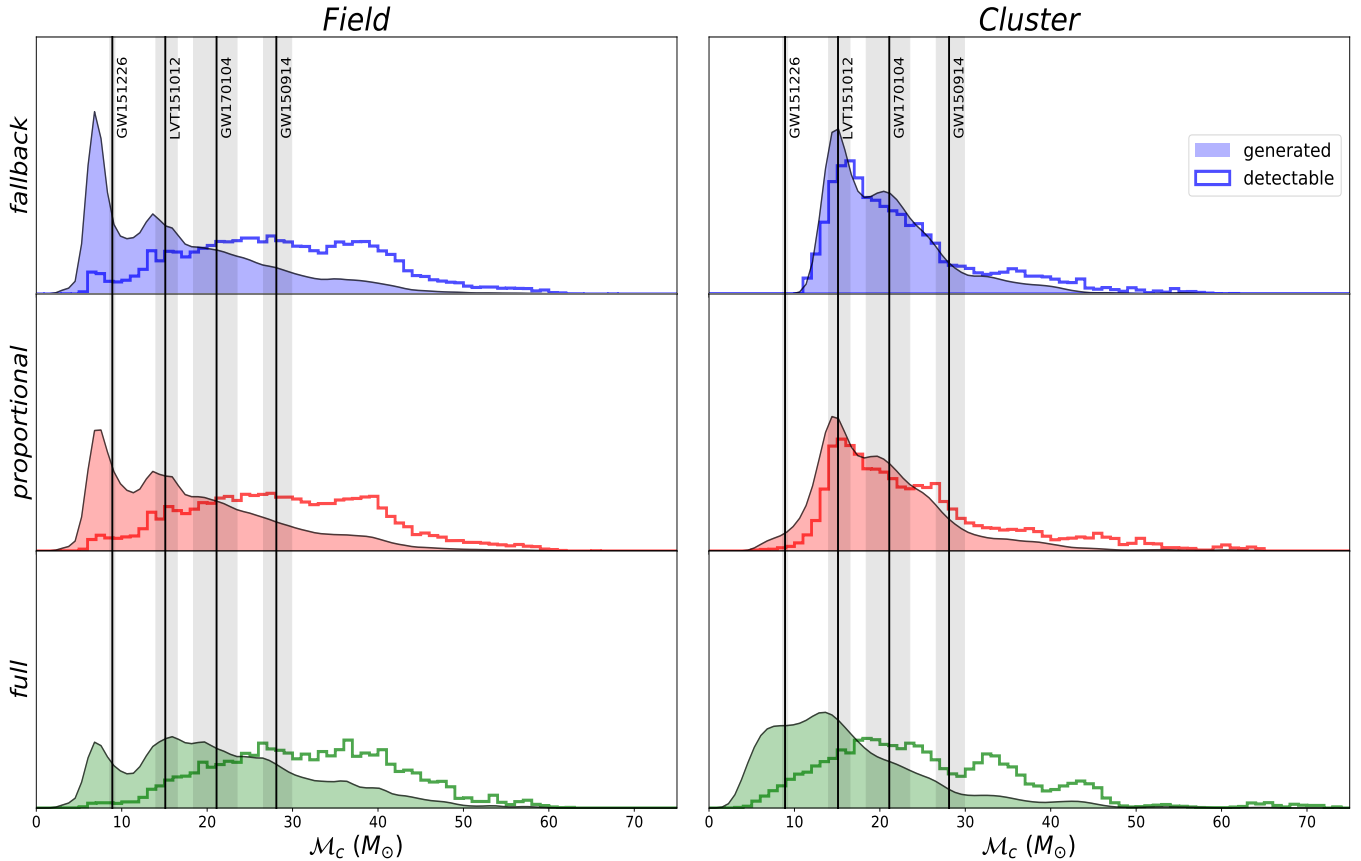 Field
Cluster
fallback
GW151226
LVT151012
GW170104
GW150914
GW151226
LVT151012
GW170104
GW150914
generated
detectable
proportional
full
0 10 20 30 40 50 60 70
0 10 20 30 40 50 60 70
ℳc (M⊙)
ℳc (M⊙)